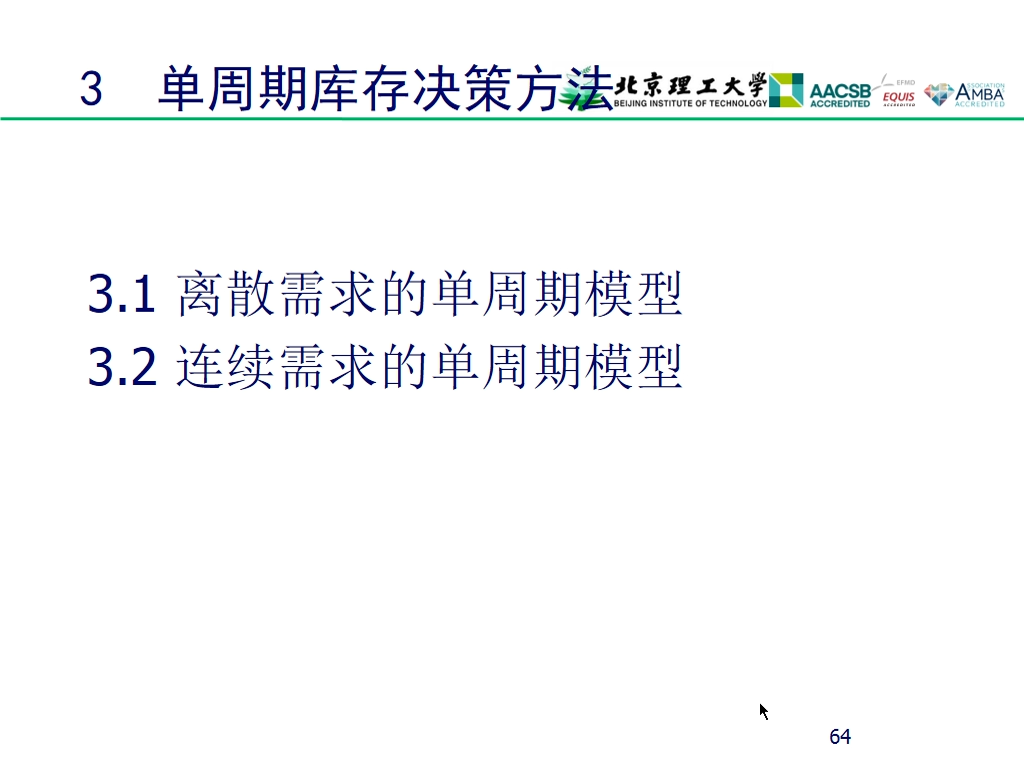 3 单周期库存决策方法
北京理工大学
BEIJING INSTITUTE OF TECHNOLOGY
AACSB
ACCREDITED
EFMD
EQUIS
ACCREDITED
ASSOCIATION
AMBA
ACCREDITED
3.1 离散需求的单周期模型
3.2 连续需求的单周期模型
64